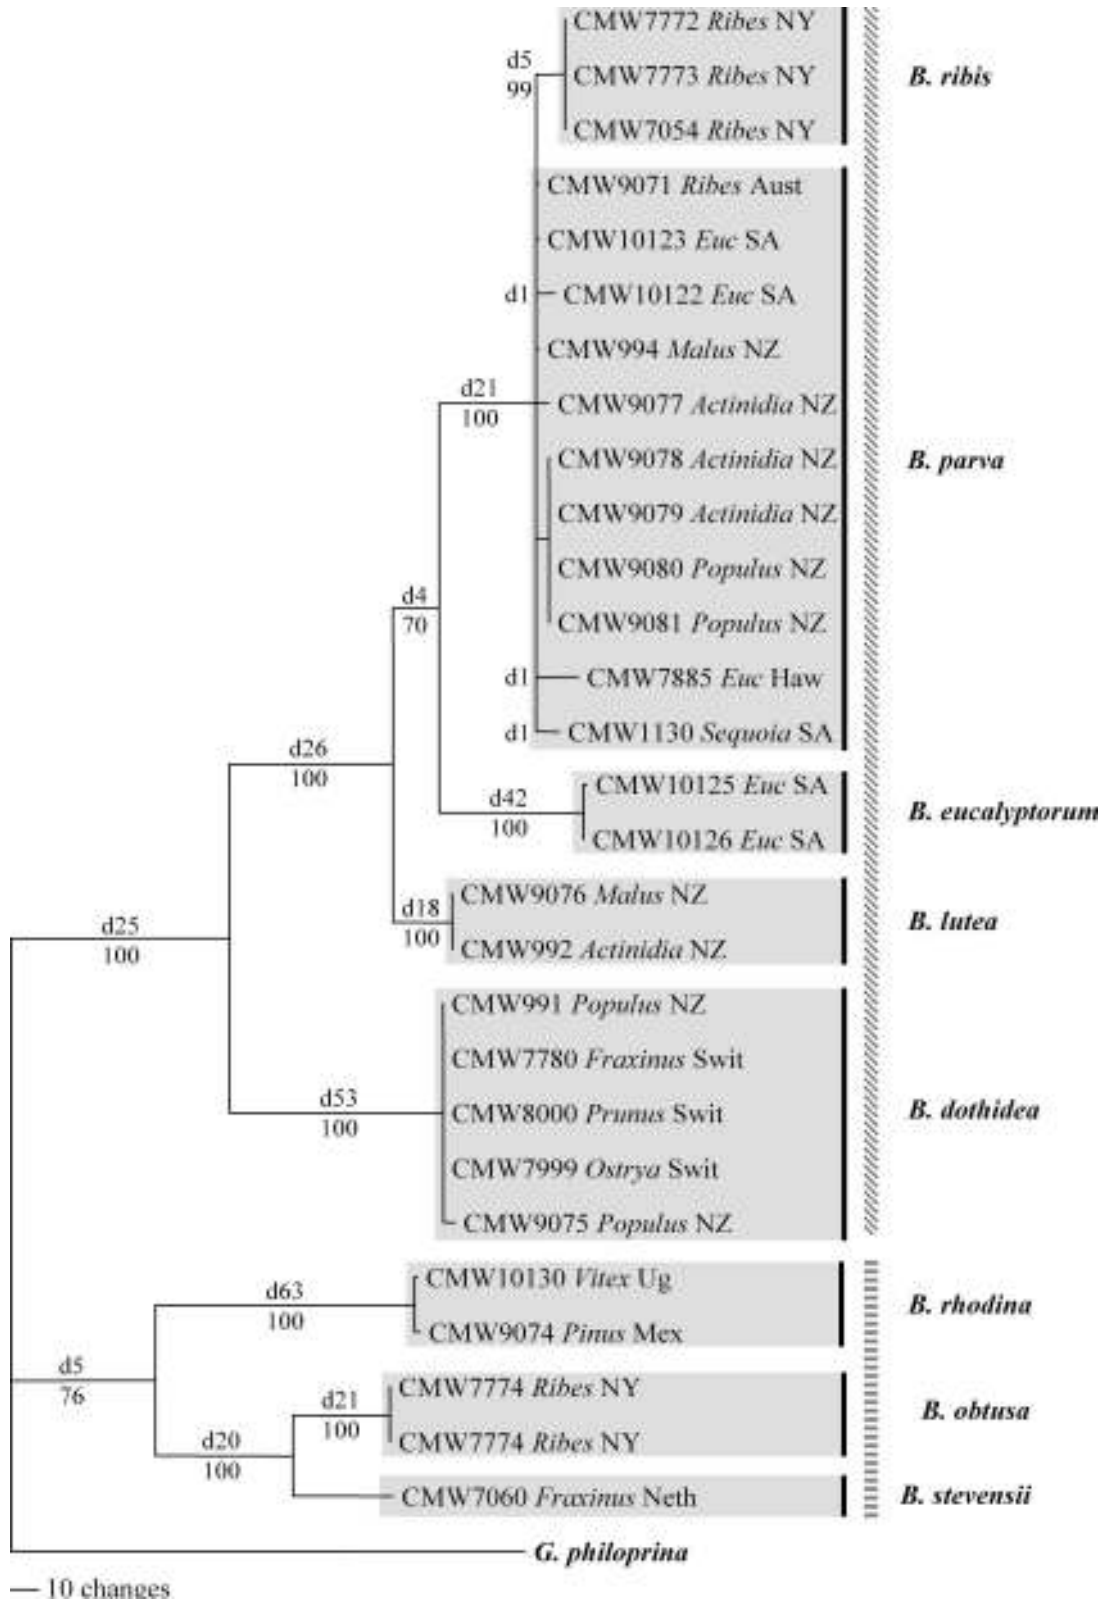 CMW7772 Ribes NY
d5
99
CMW7773 Ribes NY
B. ribis
CMW7054 Ribes NY
CMW9071 Ribes Aust
CMW10123 Euc SA
d1
CMW10122 Euc SA
CMW994 Malus NZ
d21
100
CMW9077 Actinidia NZ
CMW9078 Actinidia NZ
B. parva
CMW9079 Actinidia NZ
CMW9080 Populus NZ
d4
70
CMW9081 Populus NZ
d1
CMW7885 Euc Haw
d1
CMW1130 Sequoia SA
d26
100
CMW10125 Euc SA
d42
100
B. eucalyptorum
CMW10126 Euc SA
CMW9076 Malus NZ
d18
100
B. lutea
CMW992 Actinidia NZ
d25
100
CMW991 Populus NZ
CMW7780 Fraxinus Swit
d53
100
CMW8000 Prunus Swit
B. dothidea
CMW7999 Ostrya Swit
CMW9075 Populus NZ
CMW10130 Vitex Ug
d63
100
B. rhodina
CMW9074 Pinus Mex
d5
76
CMW7774 Ribes NY
d21
100
B. obtusa
CMW7774 Ribes NY
d20
100
CMW7060 Fraxinus Neth
B. stevensii
G. philoprina
10 changes